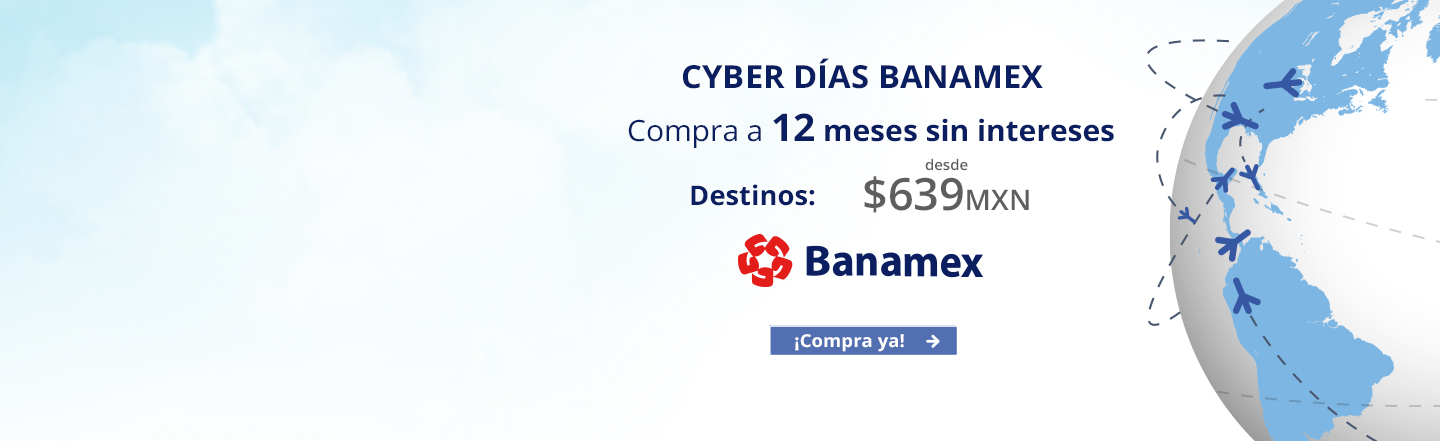 CYBER DÍAS BANAMEX
Compra a 12 meses sin intereses
desde
Destinos: $639MXN
Banamex
¡Compra ya!